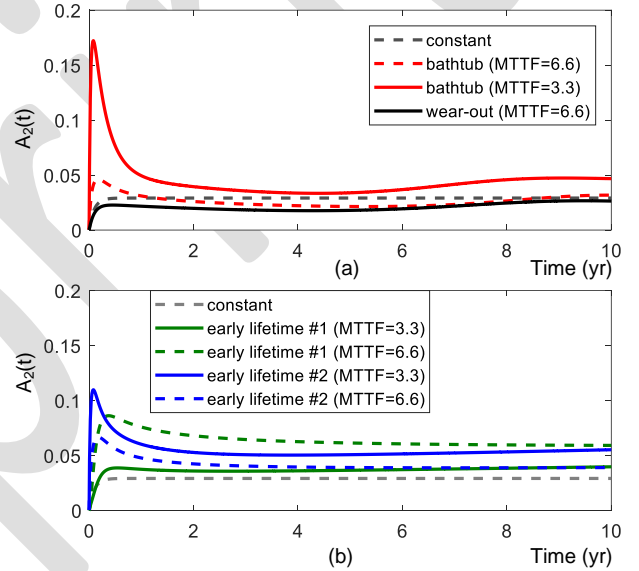 0.2
constant
bathtub (MTTF=6.6)
bathtub (MTTF=3.3)
wear-out (MTTF=6.6)
0.15
0.1
0.05
0
A₂(t)
0 2 4 6 8 10
(a) Time (yr)
0.2
constant
early lifetime #1 (MTTF=3.3)
early lifetime #1 (MTTF=6.6)
early lifetime #2 (MTTF=3.3)
early lifetime #2 (MTTF=6.6)
0.15
0.1
0.05
0
A₂(t)
0 2 4 6 8 10
(b) Time (yr)